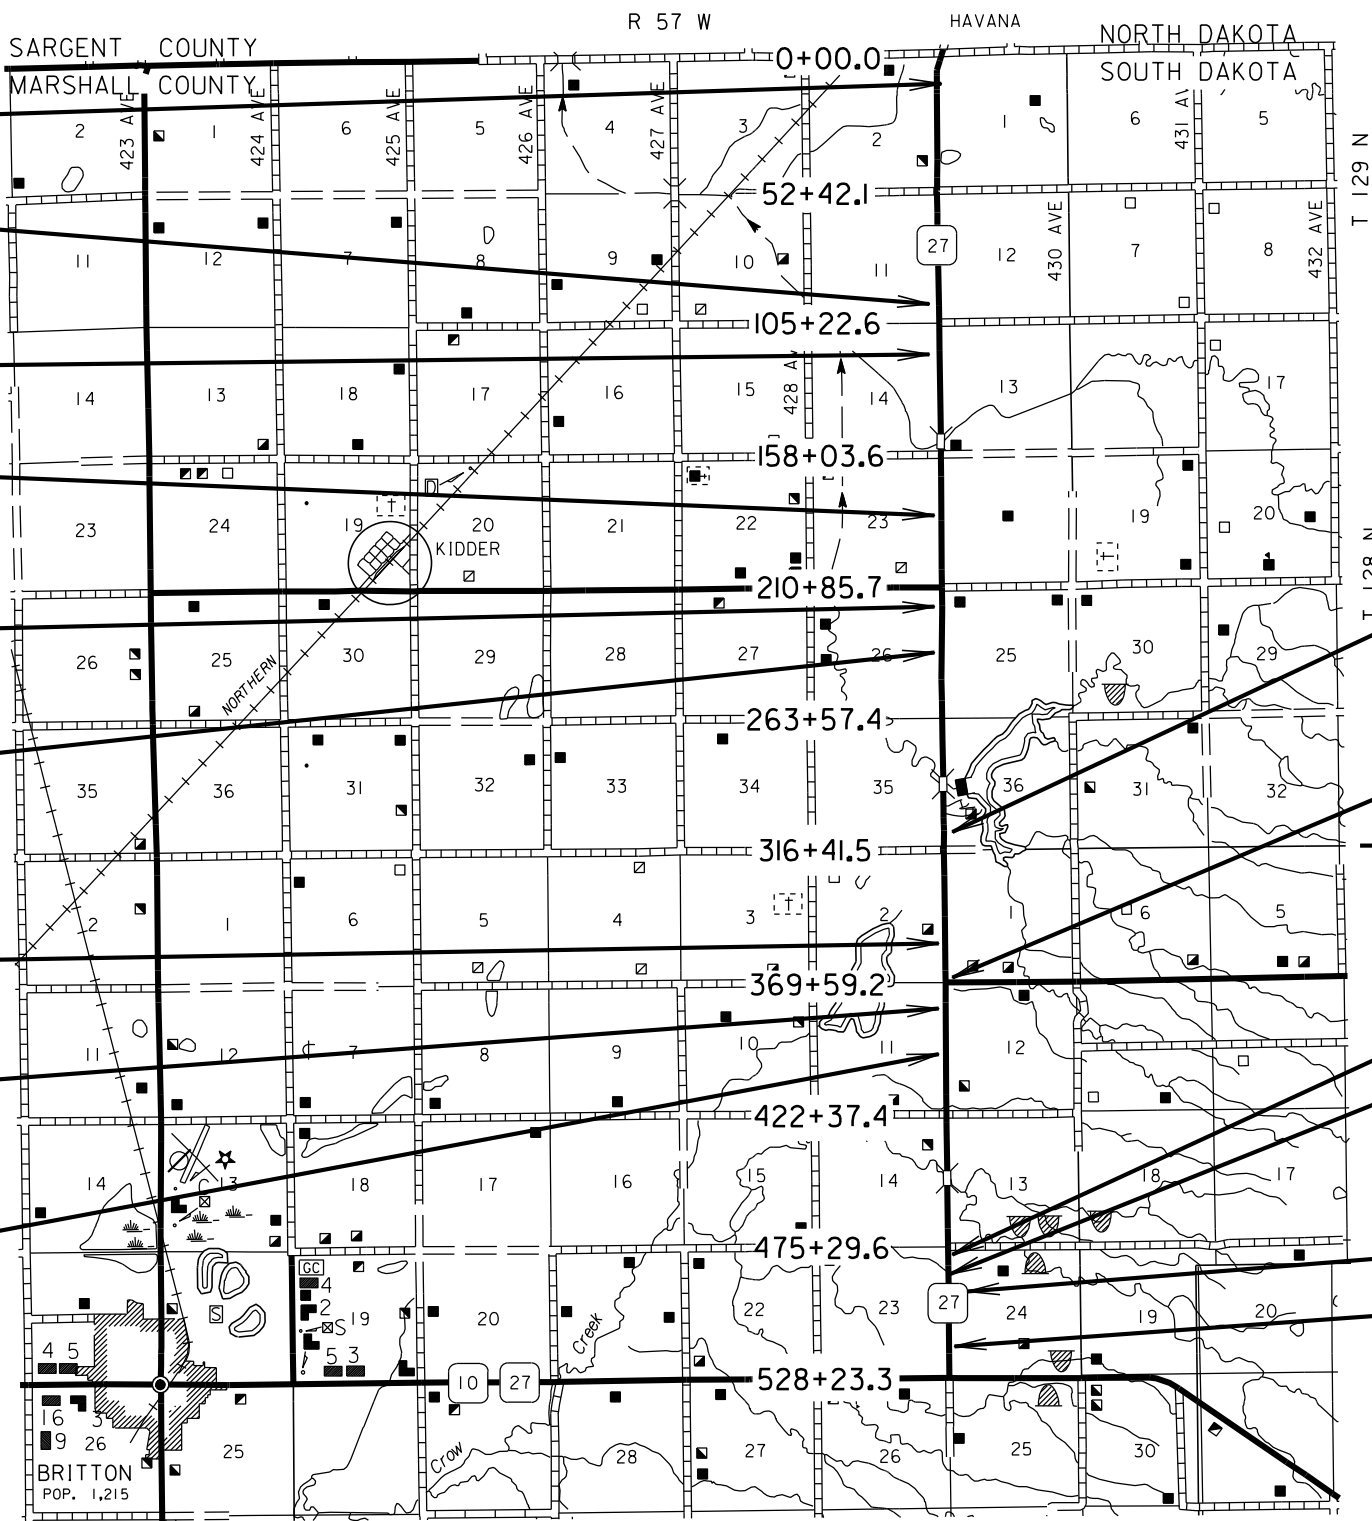 R 57 W
HAVANA
SARGENT COUNTY
NORTH DAKOTA
0+00.0
MARSHALL COUNTY
SOUTH DAKOTA
423 AVE
424 AVE
425 AVE
426 AVE
427 AVE
431 AV
T 129 N
2 1 6 5 4 3 2 1 6 5
52+42.1
430 AVE
432 AVE
27
11 12 7 8 9 10 11 12 7 8
105+22.6
428 AV
14 13 18 17 16 15 14 13 17
158+03.6
23 24 19 20 21 22 23 19 20
KIDDER
T 128 N
210+85.7
26 25 30 29 28 27 26 25 30 29
NORTHERN
263+57.4
35 36 31 32 33 34 35 36 31 32
316+41.5
2 1 6 5 4 3 2 1 6 5
369+59.2
11 12 7 8 9 10 11 12
422+37.4
14 13 18 17 16 15 14 13 18 17
C
475+29.6
GC
4
2
S
S
19 20 22 23 24 19 20
27
Creek
4 5
5 3
10 27
528+23.3
16 3
9 26 25 28 27 26 25 30
Crow
BRITTON
POP. 1,215